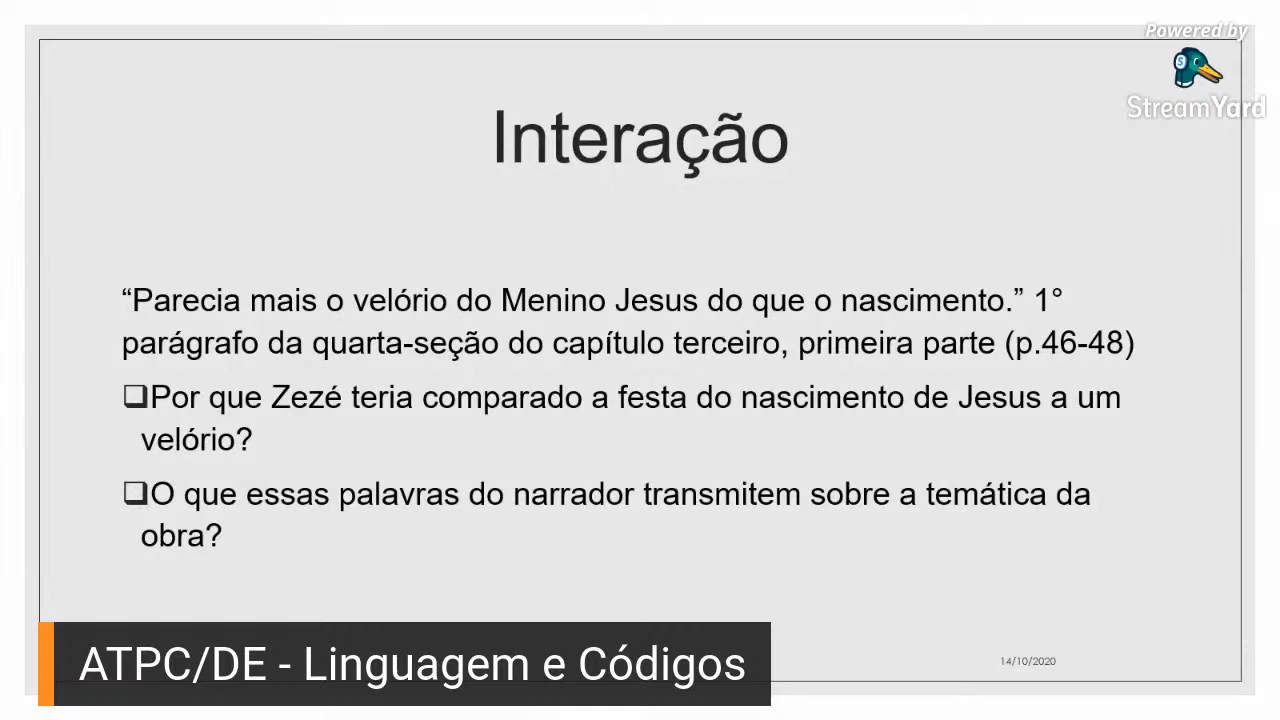 Powered by
StreamYard
Interação
“Parecia mais o velório do Menino Jesus do que o nascimento.” 1°
parágrafo da quarta-seção do capítulo terceiro, primeira parte (p.46-48)
❑Por que Zezé teria comparado a festa do nascimento de Jesus a um
velório?
❑O que essas palavras do narrador transmitem sobre a temática da
obra?
ATPC/DE - Linguagem e Códigos
14/10/2020